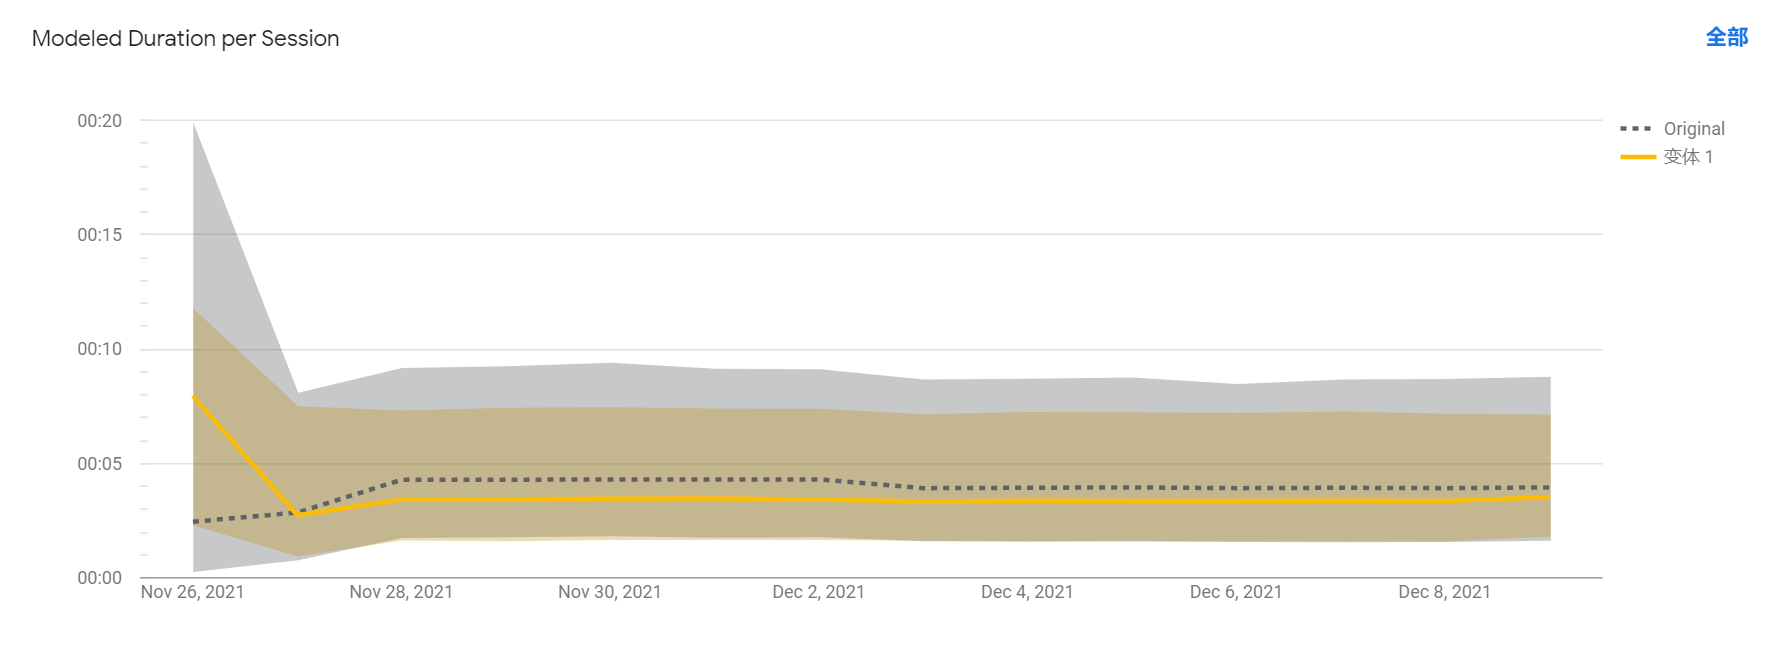 Modeled Duration per Session
全部
00:20
00:15
00:10
00:05
00:00
Original
变体 1
Nov 26, 2021
Nov 28, 2021
Nov 30, 2021
Dec 2, 2021
Dec 4, 2021
Dec 6, 2021
Dec 8, 2021